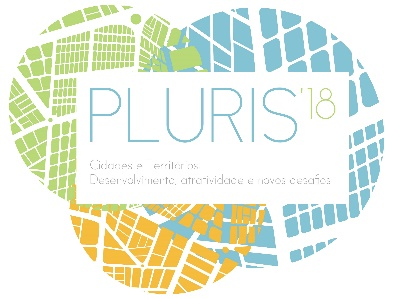 PLURIS'18
Cidades e Territórios
Desenvolvimento, atratividade e novos desafios